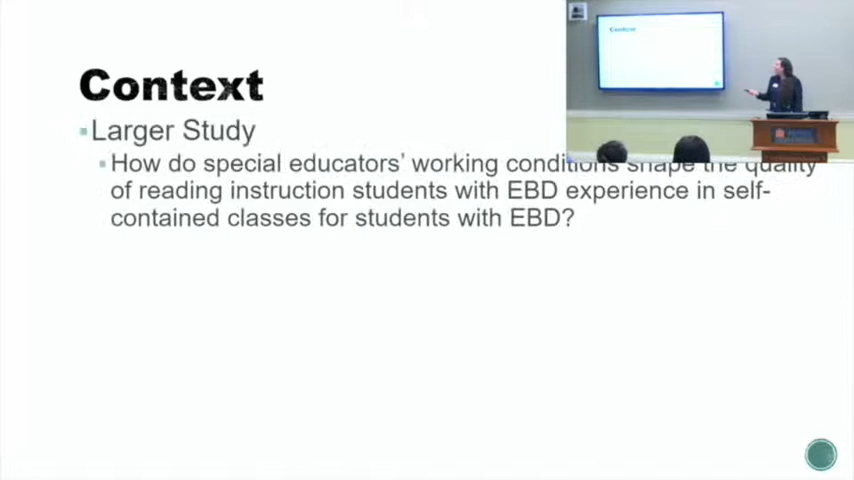 Context
Larger Study
How do special educators' working conditions shape the quality
of reading instruction students with EBD experience in self-
contained classes for students with EBD?
Context